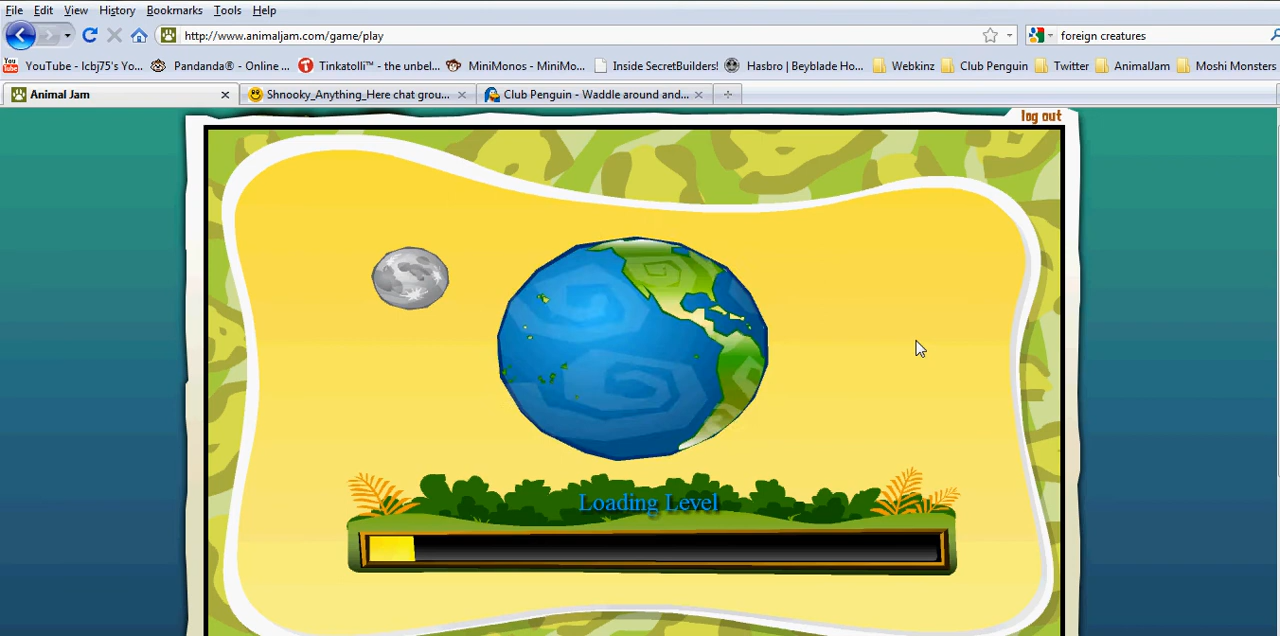 File Edit View History Bookmarks Tools Help
http://www.animaljam.com/game/play
foreign creatures
YouTube - lcbj75's Yo... Pandanda® - Online ... Tinkatolli™ - the unbel... MiniMonos - MiniMo... Inside SecretBuilders! Hasbro | Beyblade Ho... Webkinz Club Penguin Twitter AnimalJam Moshi Monsters
Animal Jam Shnooky_Anything_Here chat grou... Club Penguin - Waddle around and...
log out
Loading Level